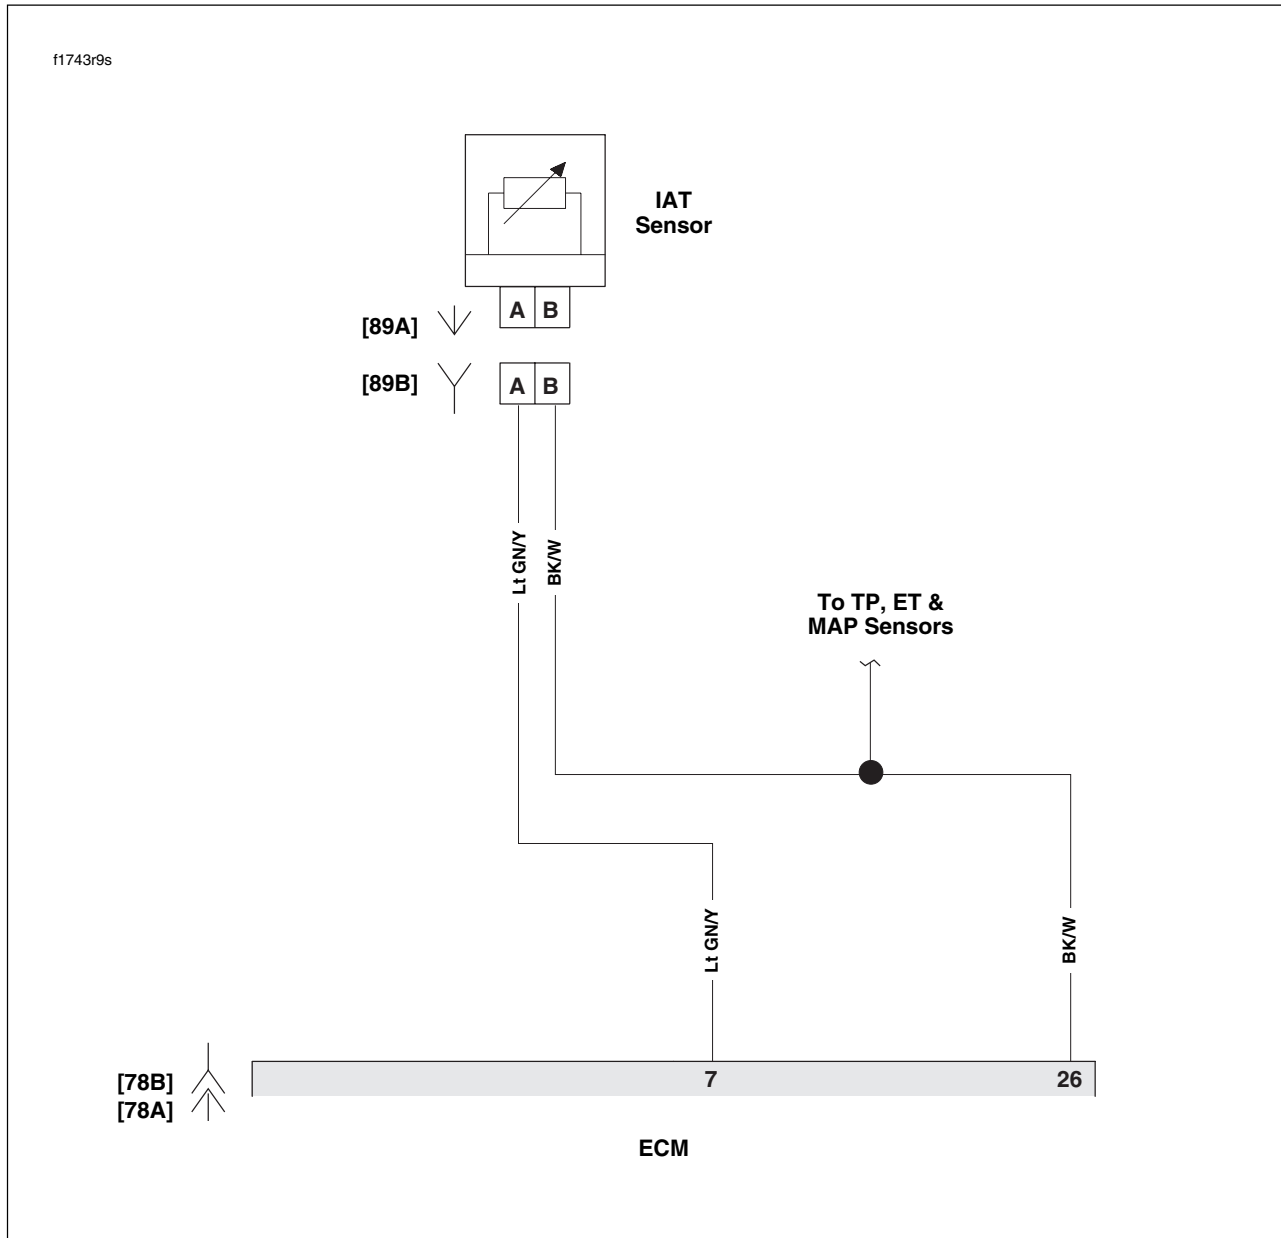 f1743r9s
IAT
Sensor
[89A]
A B
[89B]
A B
Lt GN/Y
BK/W
To TP, ET &
MAP Sensors
Lt GN/Y
BK/W
[78B]
[78A]
7
26
ECM